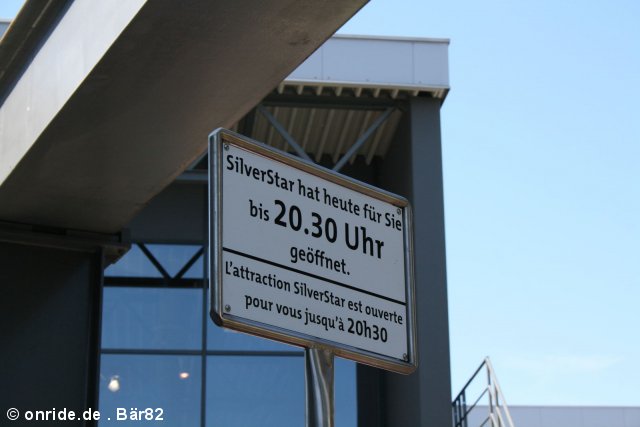 SilverStar hat heute für Sie
bis 20.30 Uhr
geöffnet.
L'attraction SilverStar est ouverte
pour vous jusqu'à 20h30
© onride.de . Bär82